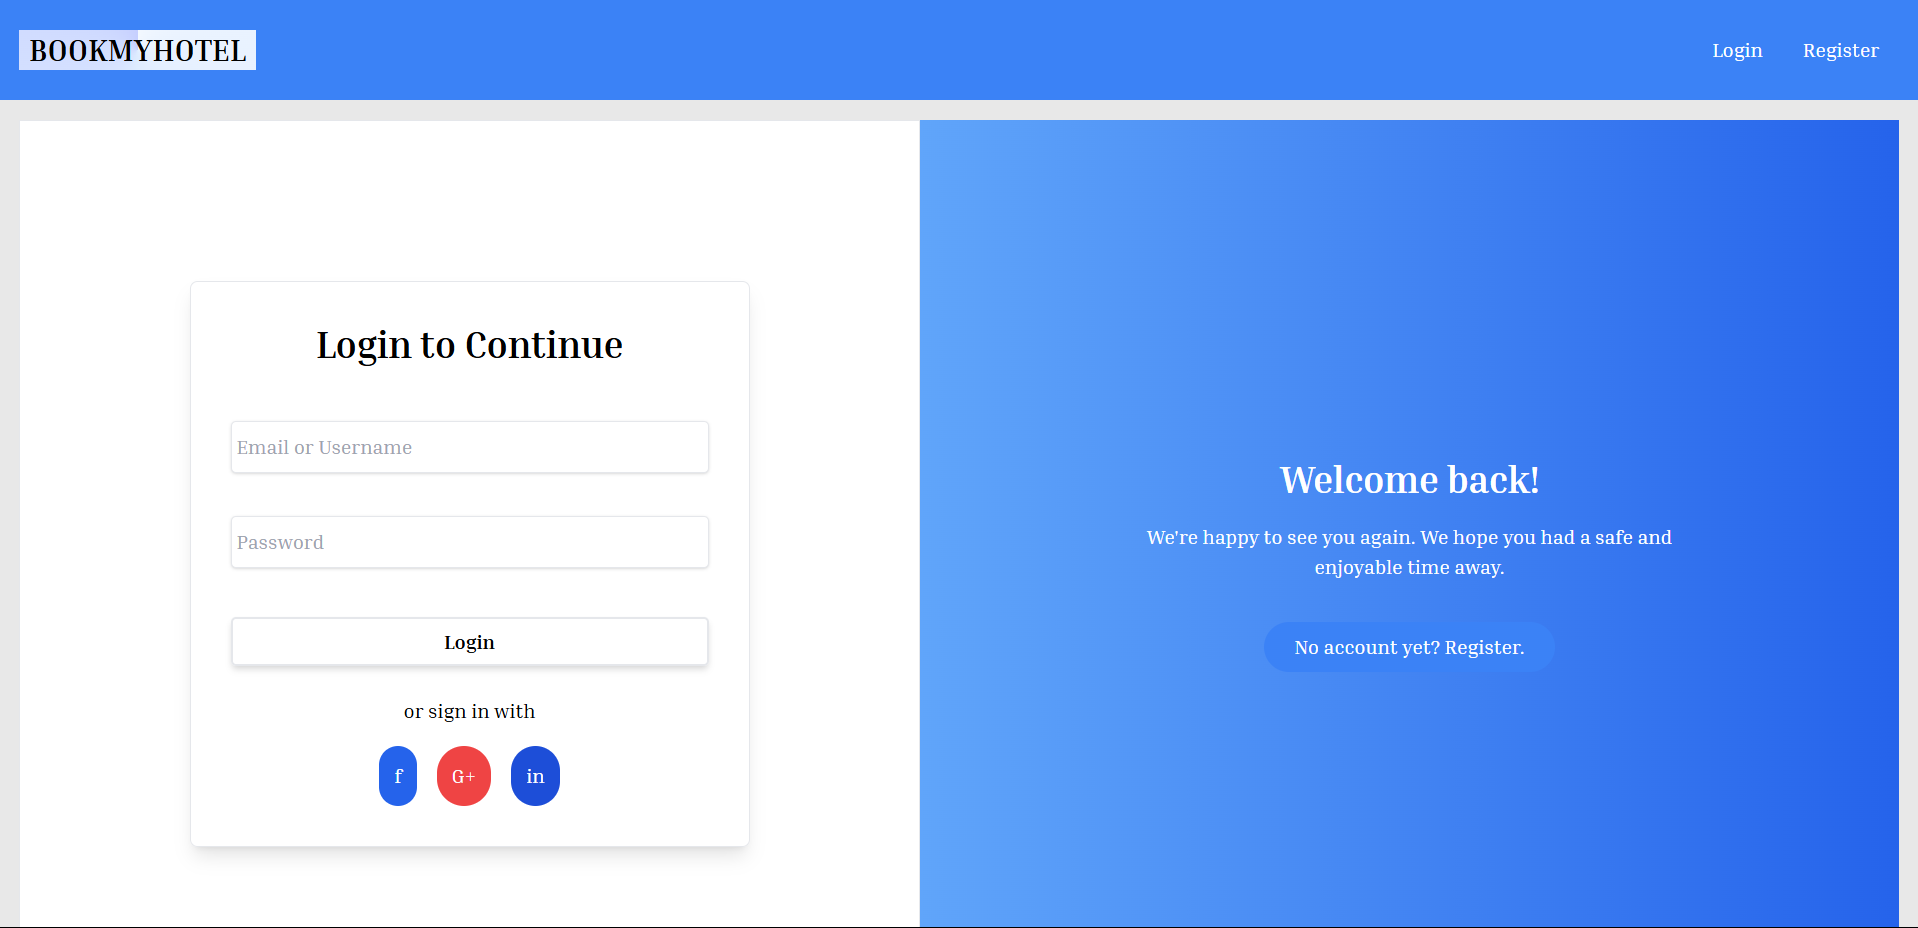 BOOKMYHOTEL
Login Register
Login to Continue
Email or Username
Password
Login
or sign in with
f G+ in
Welcome back!
We're happy to see you again. We hope you had a safe and
enjoyable time away.
No account yet? Register.